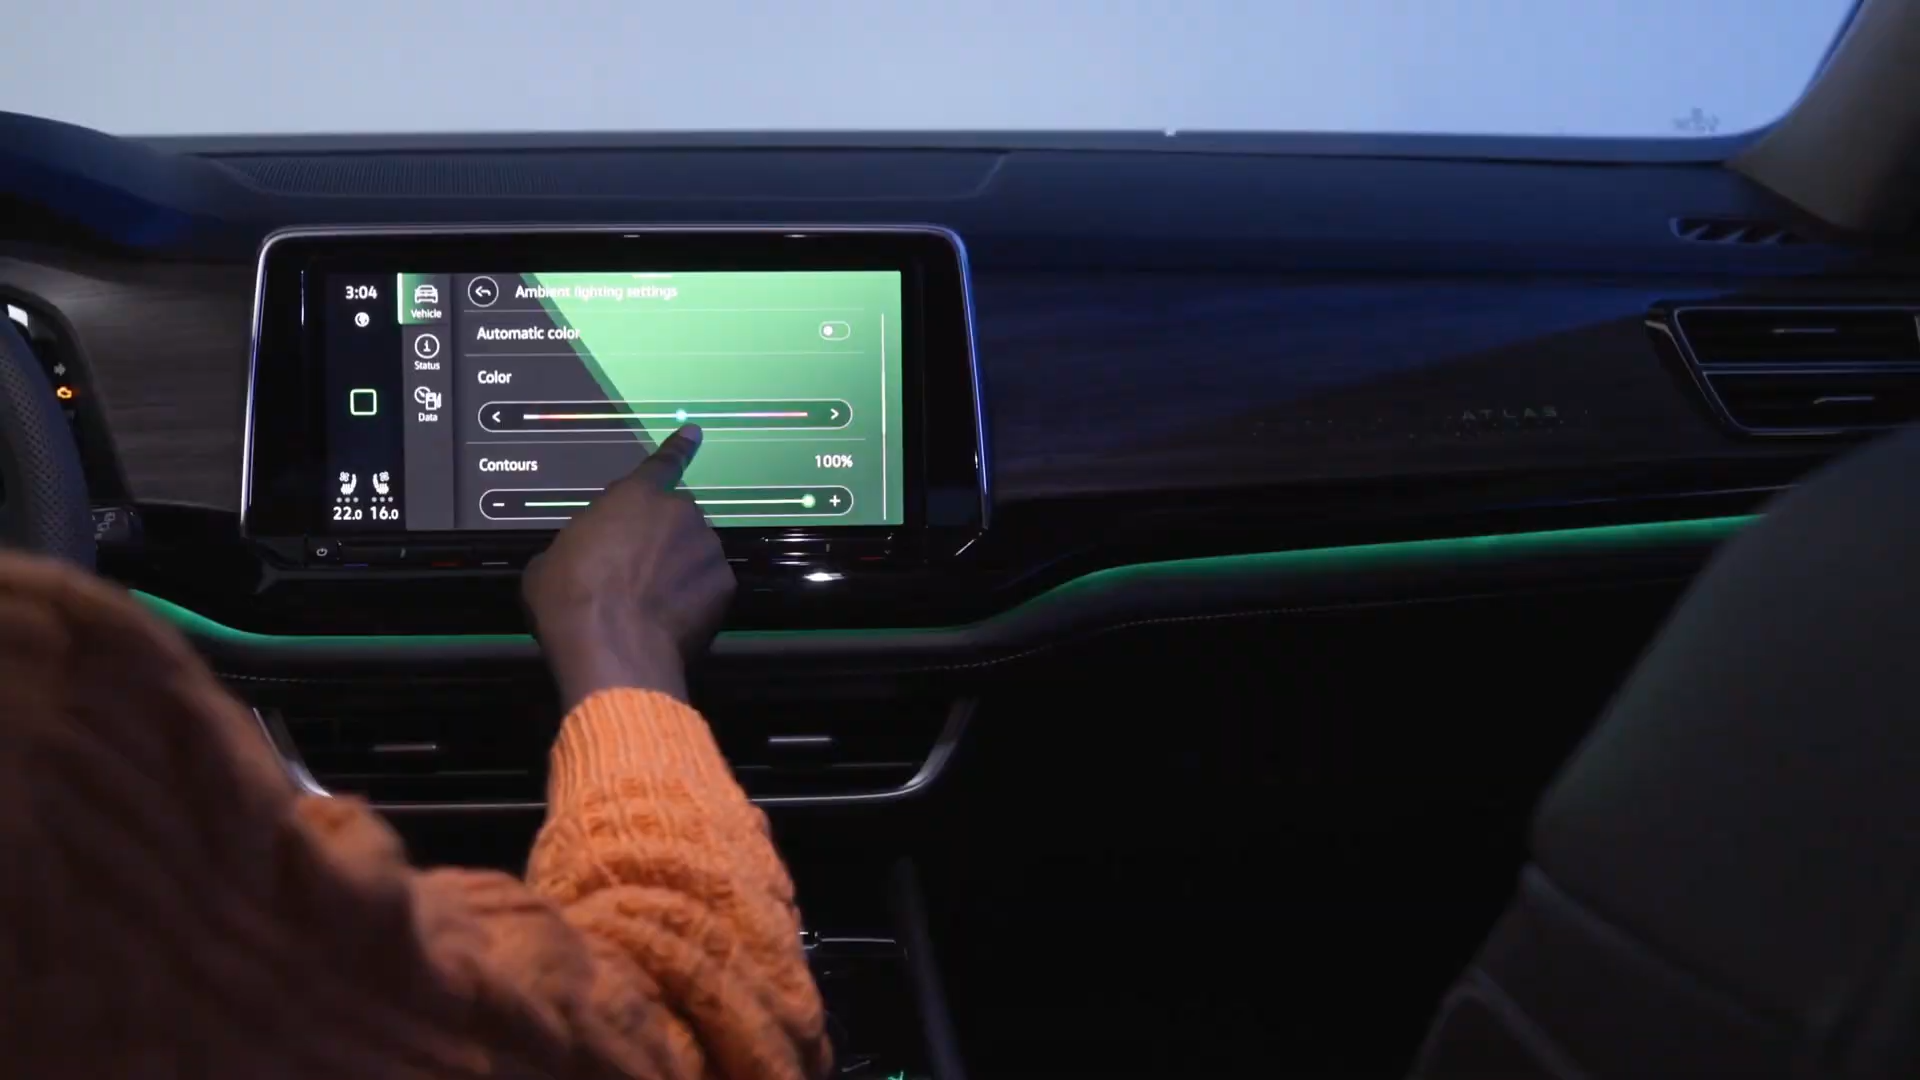 3:04
Vehicle
Status
Data
22.0 16.0
Ambient lighting settings
Automatic color
Color
Contours 100%
ATLAS